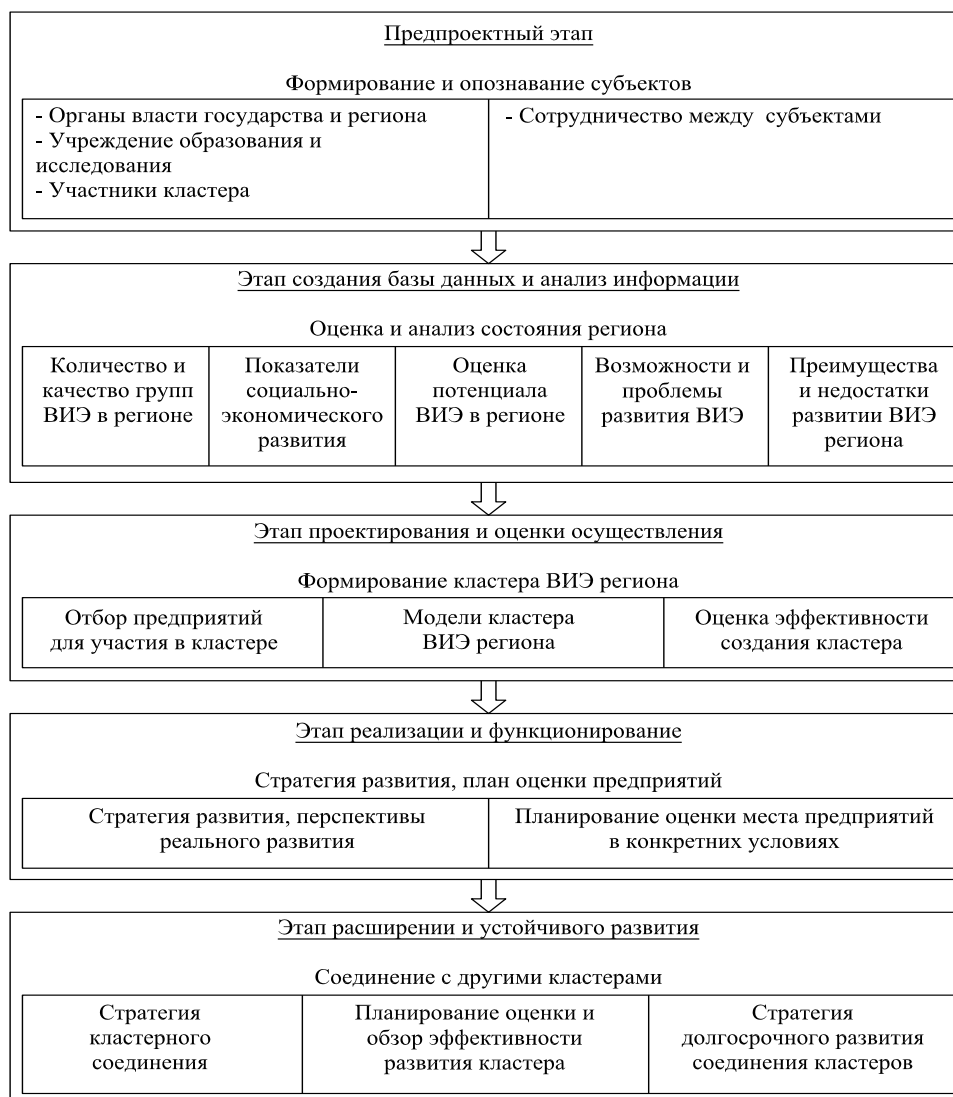 Предпроектный этап
Формирование и опознавание субъектов
- Органы власти государства и региона
- Учреждение образования и
исследования
- Участники кластера
- Сотрудничество между субъектами
Этап создания базы данных и анализ информации
Оценка и анализ состояния региона
Количество и
качество групп
ВИЭ в регионе
Показатели
социально-
экономического
развития
Оценка
потенциала
ВИЭ в регионе
Возможности и
проблемы
развития ВИЭ
Преимущества
и недостатки
развитии ВИЭ
региона
Этап проектирования и оценки осуществления
Формирование кластера ВИЭ региона
Отбор предприятий
для участия в кластере
Модели кластера
ВИЭ региона
Оценка эффективности
создания кластера
Этап реализации и функционирование
Стратегия развития, план оценки предприятий
Стратегия развития, перспективы
реального развития
Планирование оценки места предприятий
в конкретних условиях
Этап расширении и устойчивого развития
Соединение с другими кластерами
Стратегия
кластерного
соединения
Планирование оценки и
обзор эффективности
развития кластера
Стратегия
долгосрочного развития
соединения кластеров